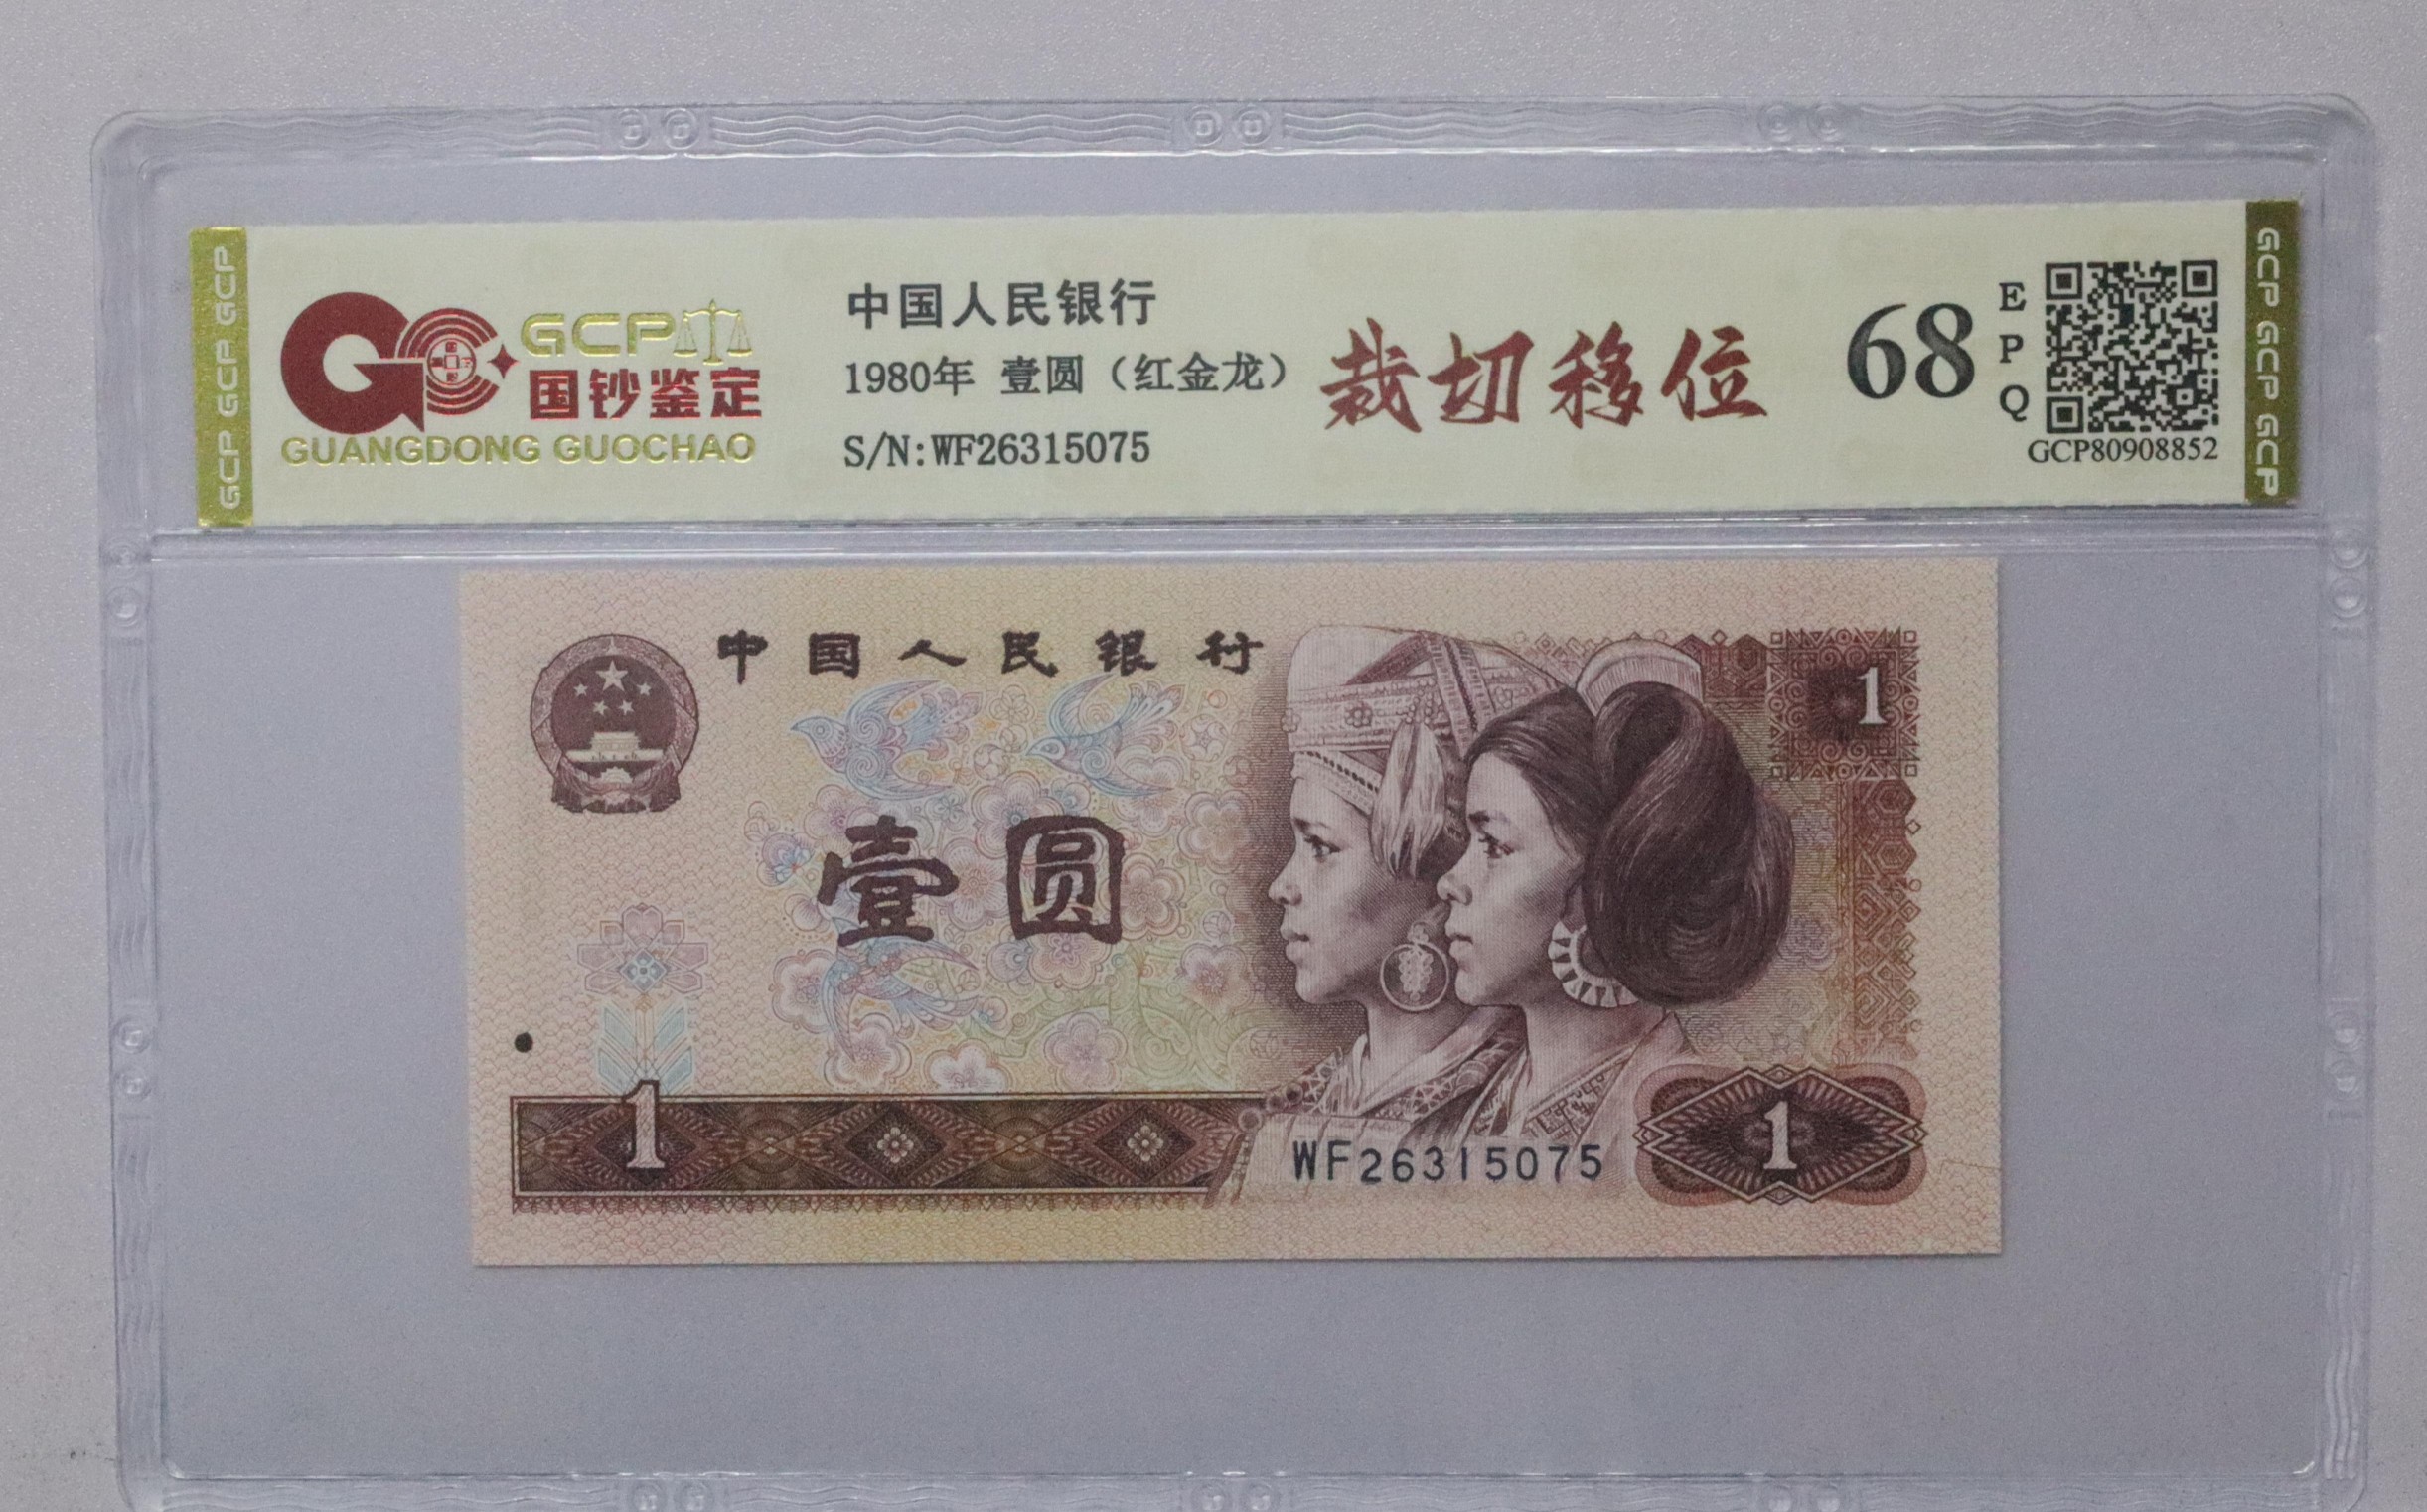 GCP GCP GCP
GCP
国钞鉴定
GUANGDONG GUOCHAO
中国人民银行
1980年 壹圆（红金龙）
S/N:WF26315075
裁切移位
68
EPQ
GCP80908852
GCP GCP GCP
中国人民银行
1
壹圆
1
WF26315075
1